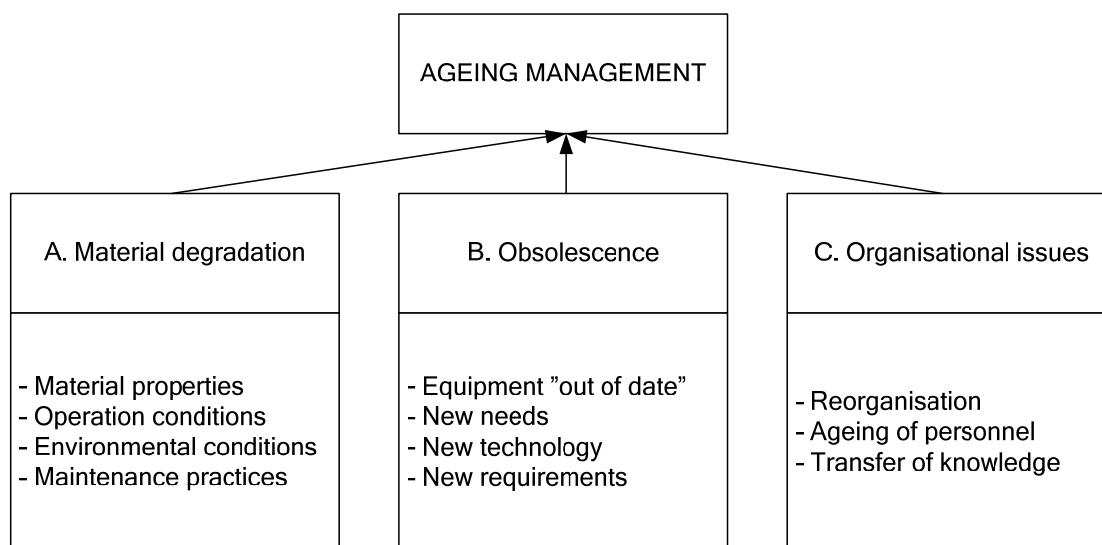 AGEING MANAGEMENT
A. Material degradation
- Material properties
- Operation conditions
- Environmental conditions
- Maintenance practices
B. Obsolescence
- Equipment ”out of date”
- New needs
- New technology
- New requirements
C. Organisational issues
- Reorganisation
- Ageing of personnel
- Transfer of knowledge